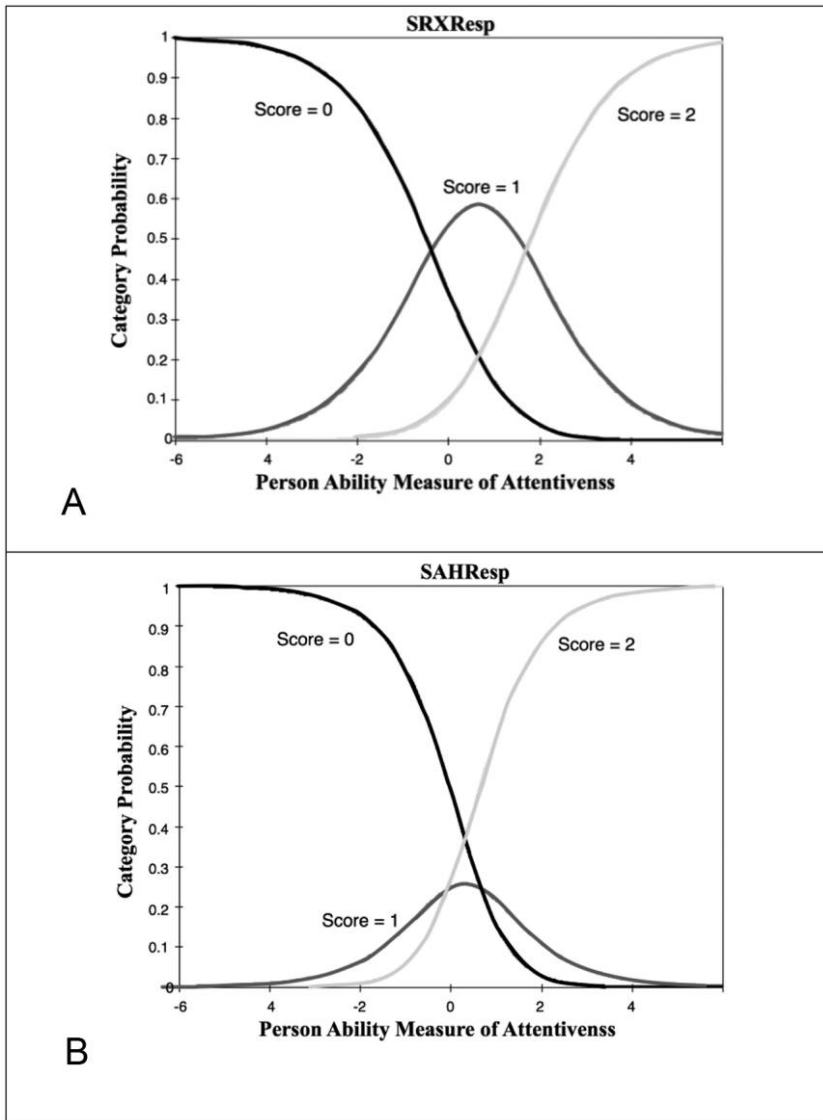 SRXResp
1
0.9
0.8
0.7
0.6
0.5
0.4
0.3
0.2
0.1
0
Category Probability
Score = 0
Score = 1
Score = 2
-6 4 -2 0 2 4
Person Ability Measure of Attentivenss
A
SAHResp
1
0.9
0.8
0.7
0.6
0.5
0.4
0.3
0.2
0.1
0
Category Probability
Score = 0
Score = 2
Score = 1
-6 4 -2 0 2 4
Person Ability Measure of Attentivenss
B